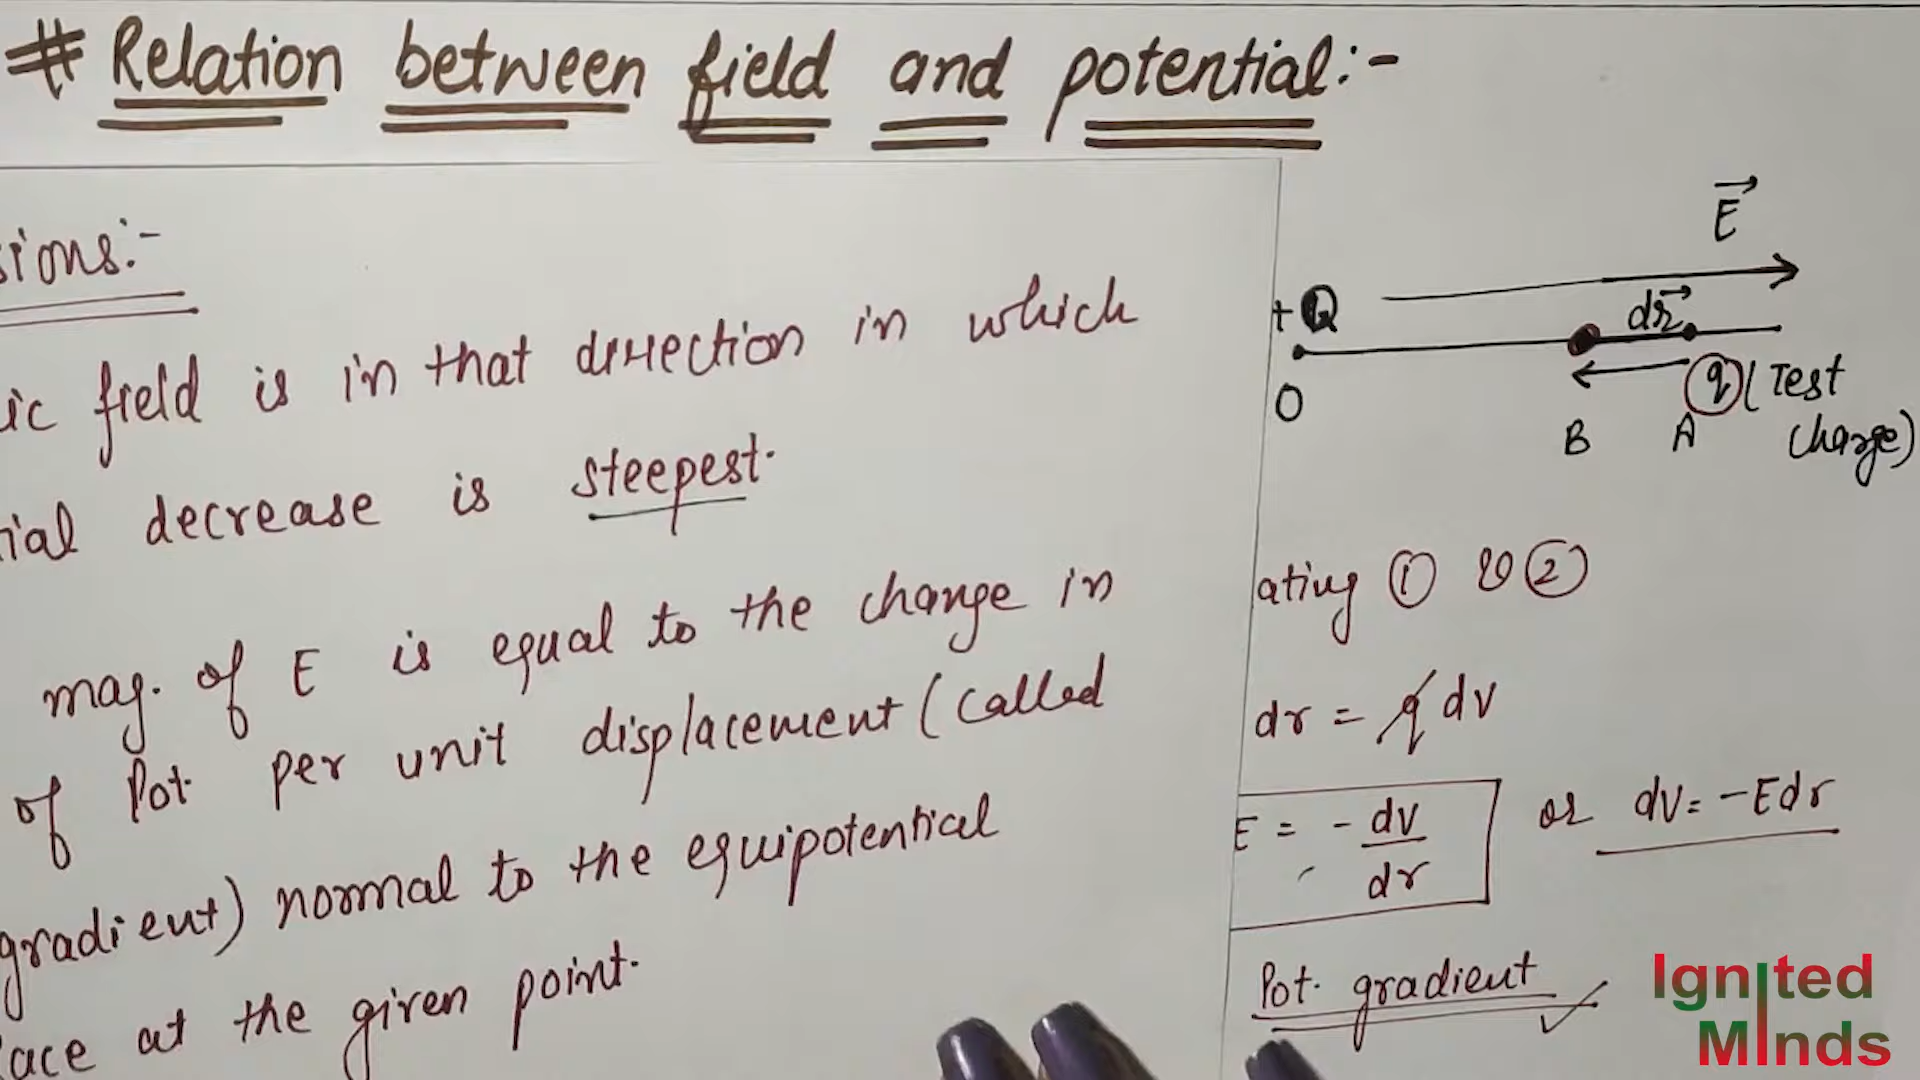 # Relation between field and potential:-
sions:-
ic field is in that direction in which
ial decrease is steepest.
mag. of E is equal to the change in
of Pot. per unit displacement (called
gradient) normal to the equipotential
ace at the given point.
E
+Q
dr
O
B
A
q (Test
charge)
ating ① & ②
dr = q dv
E = - dv/dr or dv = -Edr
Pot. gradient
Ignited
Minds